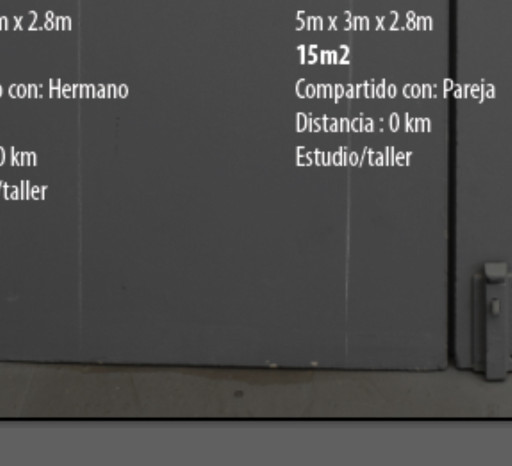 m x 2.8m
con: Hermano
km
/taller
5m x 3m x 2.8m
15m2
Compartido con: Pareja
Distancia : 0 km
Estudio/taller